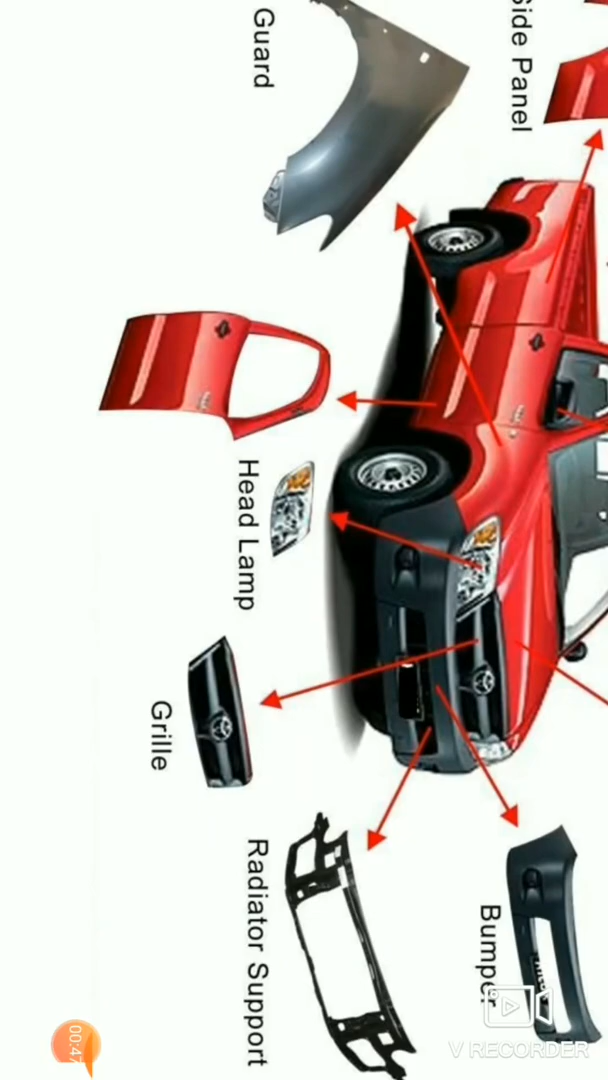 Side Panel
Guard
Head Lamp
Grille
Radiator Support
Bumper
00:47
V RECORDER